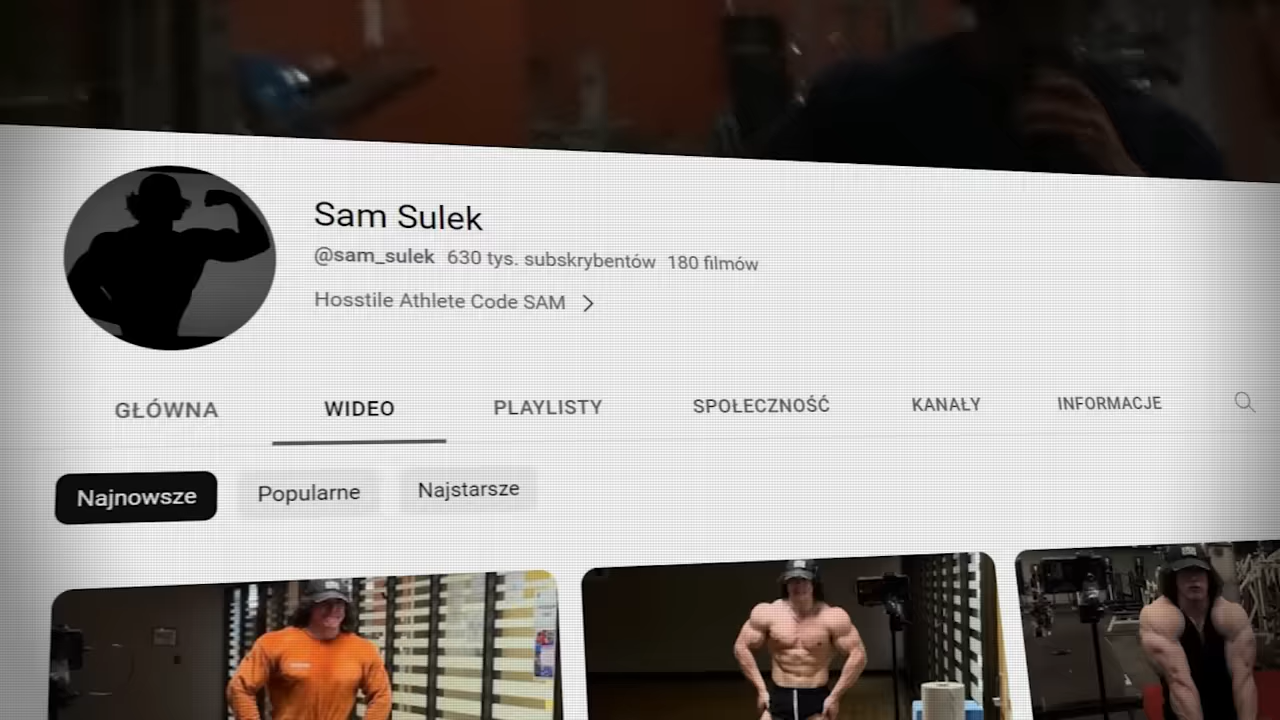 Sam Sulek
@sam_sulek 630 tys. subskrybentów 180 filmów
Hosstile Athlete Code SAM
GŁÓWNA WIDEO PLAYLISTY SPOŁECZNOŚĆ KANAŁY INFORMACJE
Najnowsze Popularne Najstarsze